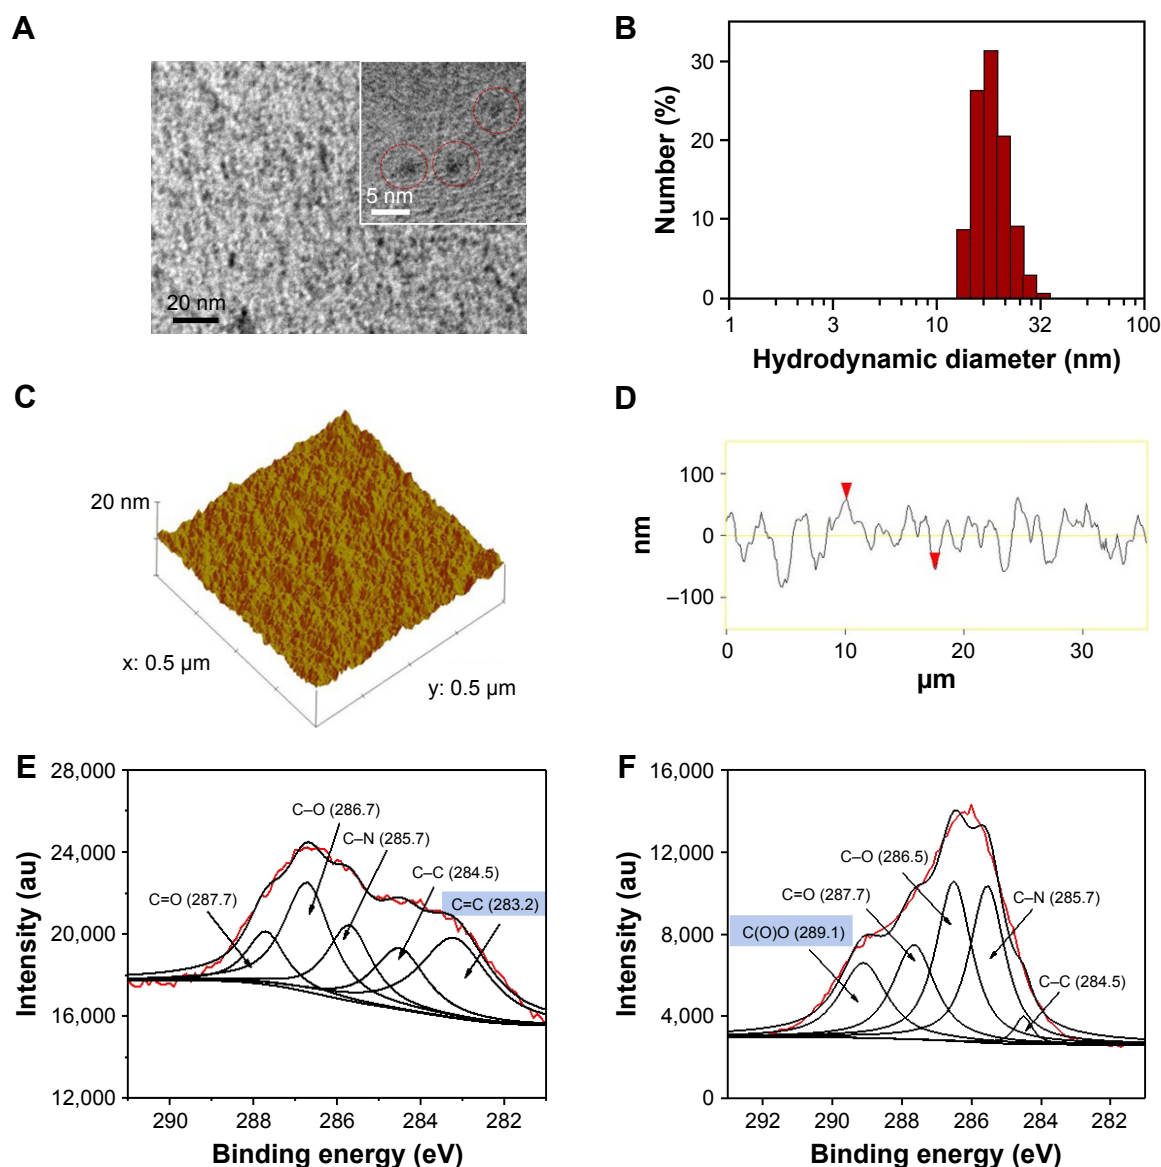 A
5 nm
20 nm
B
Number (%)
30
20
10
0
1 3 10 32 100
Hydrodynamic diameter (nm)
C
20 nm
x: 0.5 µm
y: 0.5 µm
D
nm
100
0
–100
0 10 20 30
µm
E
Intensity (au)
28,000
24,000
20,000
16,000
12,000
C–O (286.7)
C–N (285.7)
C–C (284.5)
C=O (287.7)
C=C (283.2)
290 288 286 284 282
Binding energy (eV)
F
Intensity (au)
16,000
12,000
8,000
4,000
0
C–O (286.5)
C=O (287.7)
C–N (285.7)
C(O)O (289.1)
C–C (284.5)
292 290 288 286 284 282
Binding energy (eV)